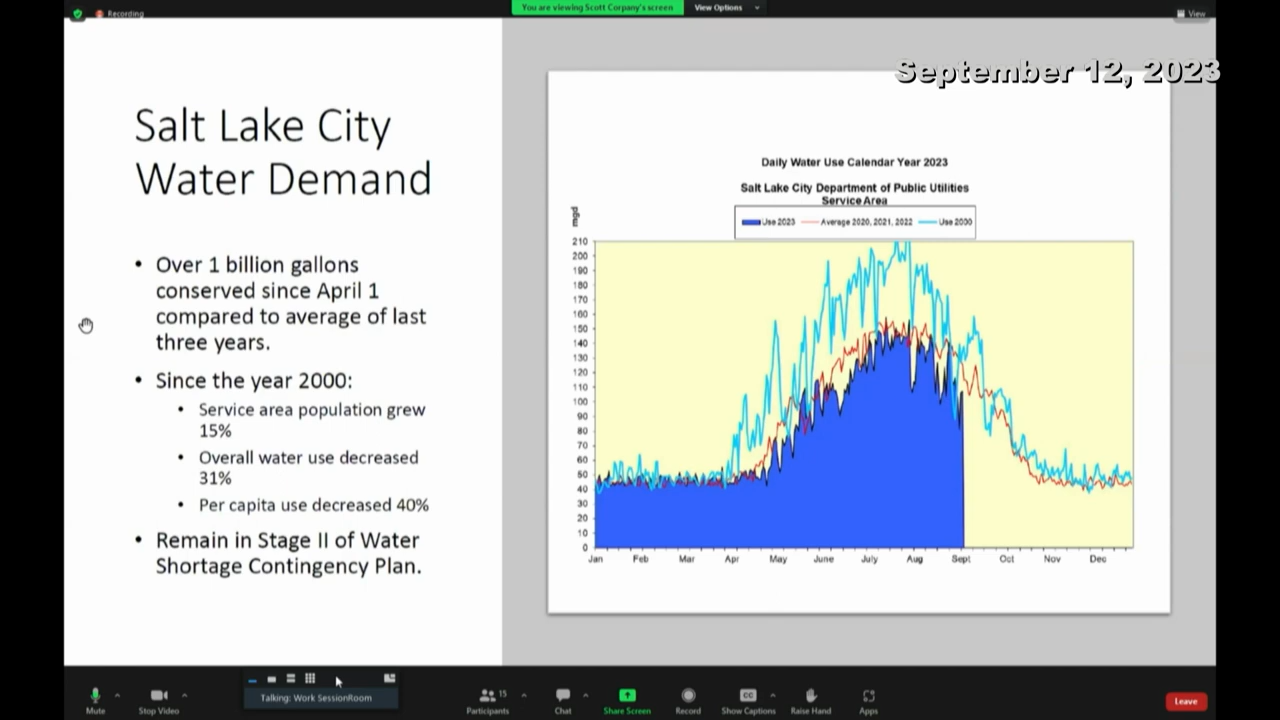 Recording
You are viewing Scott Corpany's screen
View Options
View
September 12, 2023
Salt Lake City
Water Demand
• Over 1 billion gallons
conserved since April 1
compared to average of last
three years.
• Since the year 2000:
• Service area population grew
15%
• Overall water use decreased
31%
• Per capita use decreased 40%
• Remain in Stage II of Water
Shortage Contingency Plan.
Daily Water Use Calendar Year 2023
Salt Lake City Department of Public Utilities
Service Area
mgd
Use 2023 Average 2020, 2021, 2022 Use 2000
210
200
190
180
170
160
150
140
130
120
110
100
90
80
70
60
50
40
30
20
10
0
Jan Feb Mar Apr May June July Aug Sept Oct Nov Dec
Talking: Work SessionRoom
Mute
Stop Video
Participants 15
Chat
Share Screen
Record
CC
Show Captions
Raise Hand
Apps
Leave